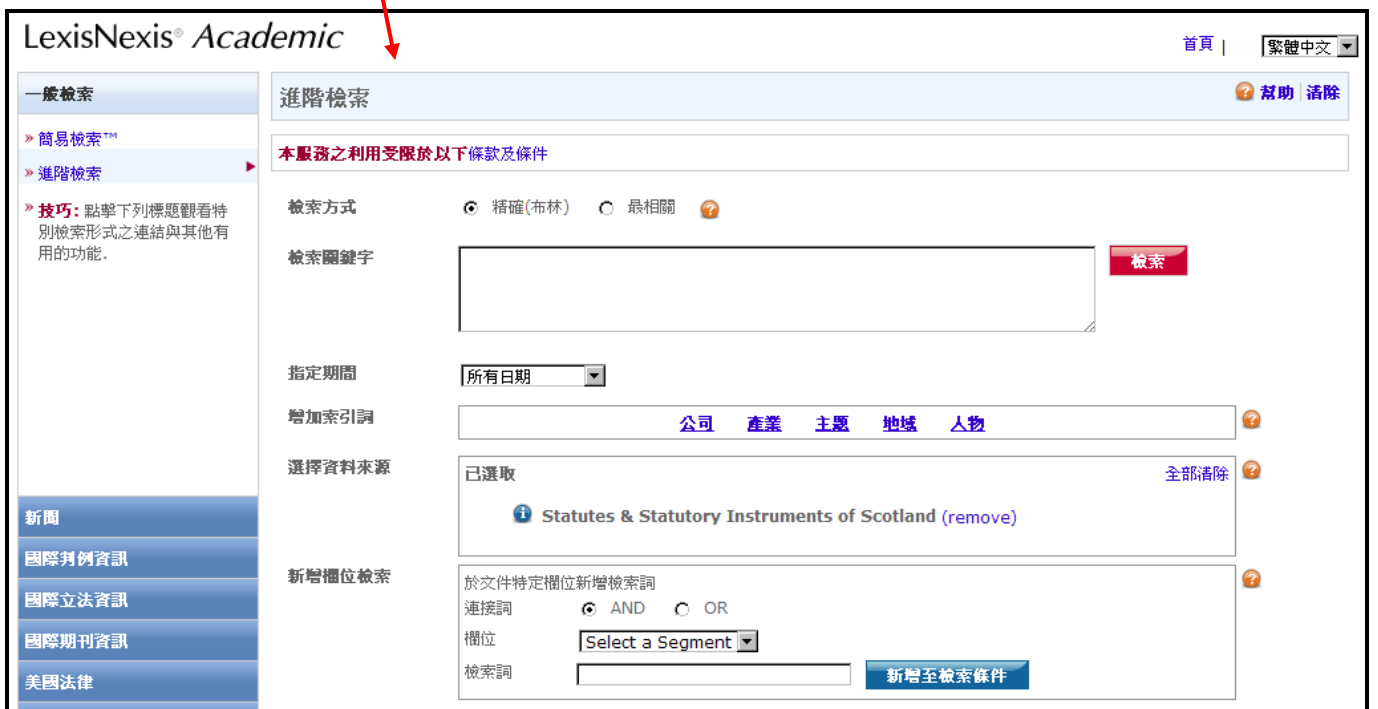 LexisNexis® Academic
首頁 |
繁體中文
一般檢索
» 簡易檢索™
» 進階檢索
» 技巧: 點擊下列標題觀看特
別檢索形式之連結與其他有
用的功能.
新聞
國際判例資訊
國際立法資訊
國際期刊資訊
美國法律
進階檢索
幫助 | 清除
本服務之利用受限於以下條款及條件
檢索方式
精確(布林)
最相關
檢索關鍵字
檢索
指定期間
所有日期
增加索引詞
公司 產業 主題 地域 人物
選擇資料來源
已選取
全部清除
Statutes & Statutory Instruments of Scotland (remove)
新增欄位檢索
於文件特定欄位新增檢索詞
連接詞
AND
OR
欄位
Select a Segment
檢索詞
新增至檢索條件